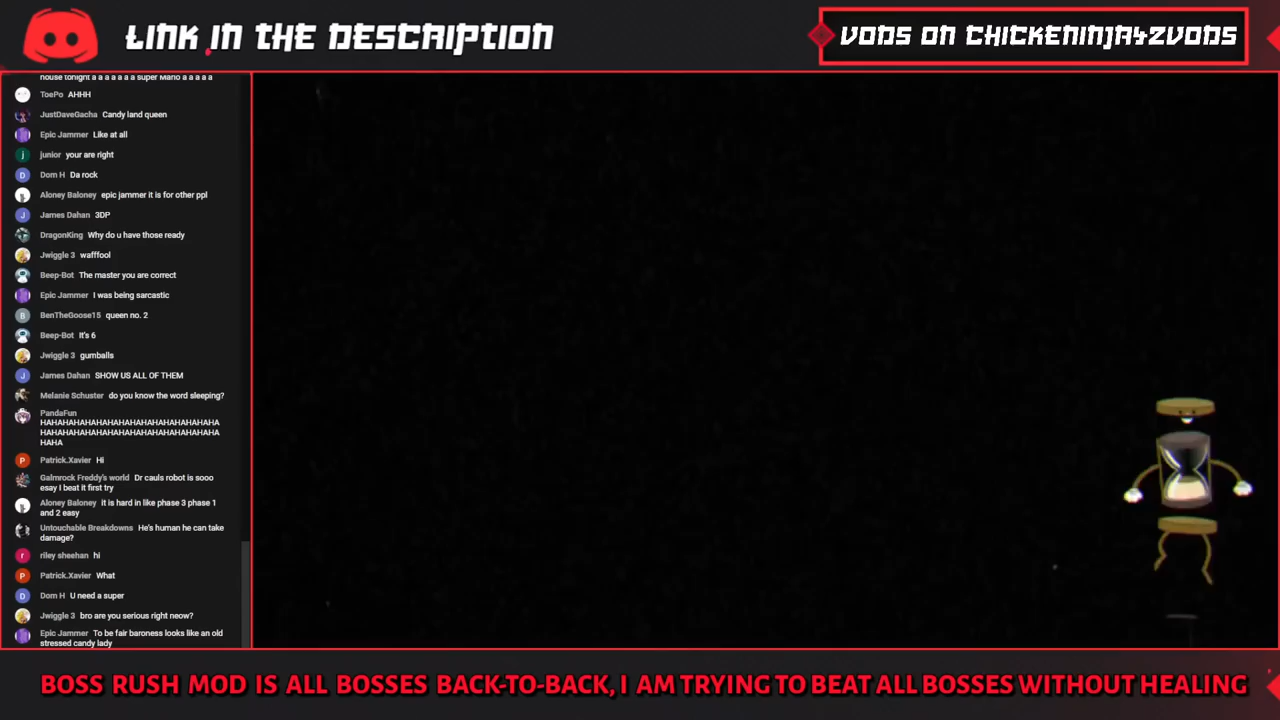 LINK IN THE DESCRIPTION
VODS ON CHICKENINJA42VODS
house tonight a a a a a a a super Mario a a a a a
ToePo AHHH
JustDaveGacha Candy land queen
Epic Jammer Like at all
junior your are right
Dom H Da rock
Aloney Baloney epic jammer it is for other ppl
James Dahan 3DP
DragonKing Why do u have those ready
Jwiggle 3 wafffool
Beep-Bot The master you are correct
Epic Jammer I was being sarcastic
BenTheGoose15 queen no. 2
Beep-Bot It's 6
Jwiggle 3 gumballs
James Dahan SHOW US ALL OF THEM
Melanie Schuster do you know the word sleeping?
PandaFun
HAHAHAHAHAHAHAHAHAHAHAHAHAHA
HAHAHAHAHAHAHAHAHAHAHAHAHAHA
HAHA
Patrick.Xavier Hi
Galmrock Freddy's world Dr cauls robot is sooo
esay I beat it first try
Aloney Baloney it is hard in like phase 3 phase 1
and 2 easy
Untouchable Breakdowns He's human he can take
damage?
riley sheehan hi
Patrick.Xavier What
Dom H U need a super
Jwiggle 3 bro are you serious right neow?
Epic Jammer To be fair baroness looks like an old
stressed candy lady
BOSS RUSH MOD IS ALL BOSSES BACK-TO-BACK, I AM TRYING TO BEAT ALL BOSSES WITHOUT HEALING